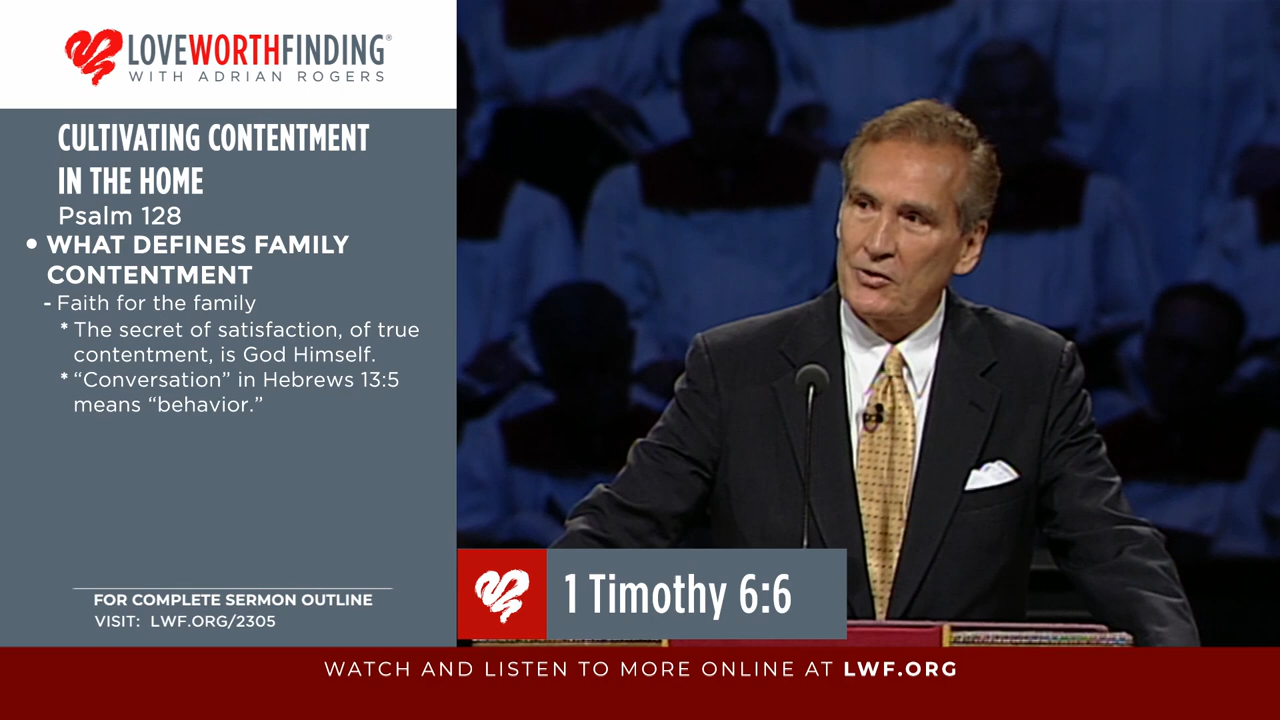 LOVEWORTHFINDING®
WITH ADRIAN ROGERS
CULTIVATING CONTENTMENT
IN THE HOME
Psalm 128
• WHAT DEFINES FAMILY
CONTENTMENT
- Faith for the family
* The secret of satisfaction, of true
contentment, is God Himself.
* “Conversation” in Hebrews 13:5
means “behavior.”
FOR COMPLETE SERMON OUTLINE
VISIT: LWF.ORG/2305
1 Timothy 6:6
WATCH AND LISTEN TO MORE ONLINE AT LWF.ORG